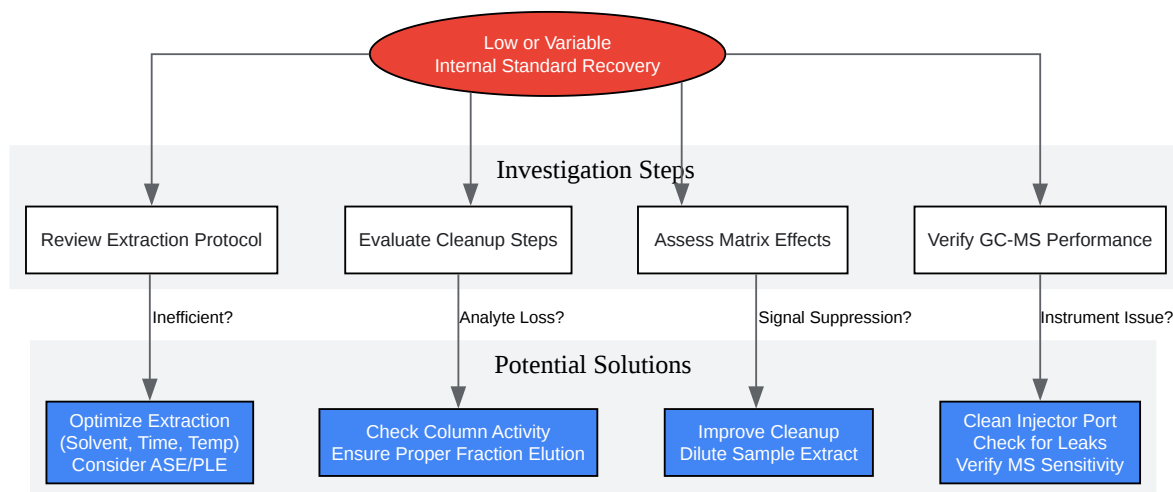 Low or Variable
Internal Standard Recovery
Investigation Steps
Review Extraction Protocol
Evaluate Cleanup Steps
Assess Matrix Effects
Verify GC-MS Performance
Inefficient?
Analyte Loss?
Signal Suppression?
Instrument Issue?
Potential Solutions
Optimize Extraction
(Solvent, Time, Temp)
Consider ASE/PLE
Check Column Activity
Ensure Proper Fraction Elution
Improve Cleanup
Dilute Sample Extract
Clean Injector Port
Check for Leaks
Verify MS Sensitivity